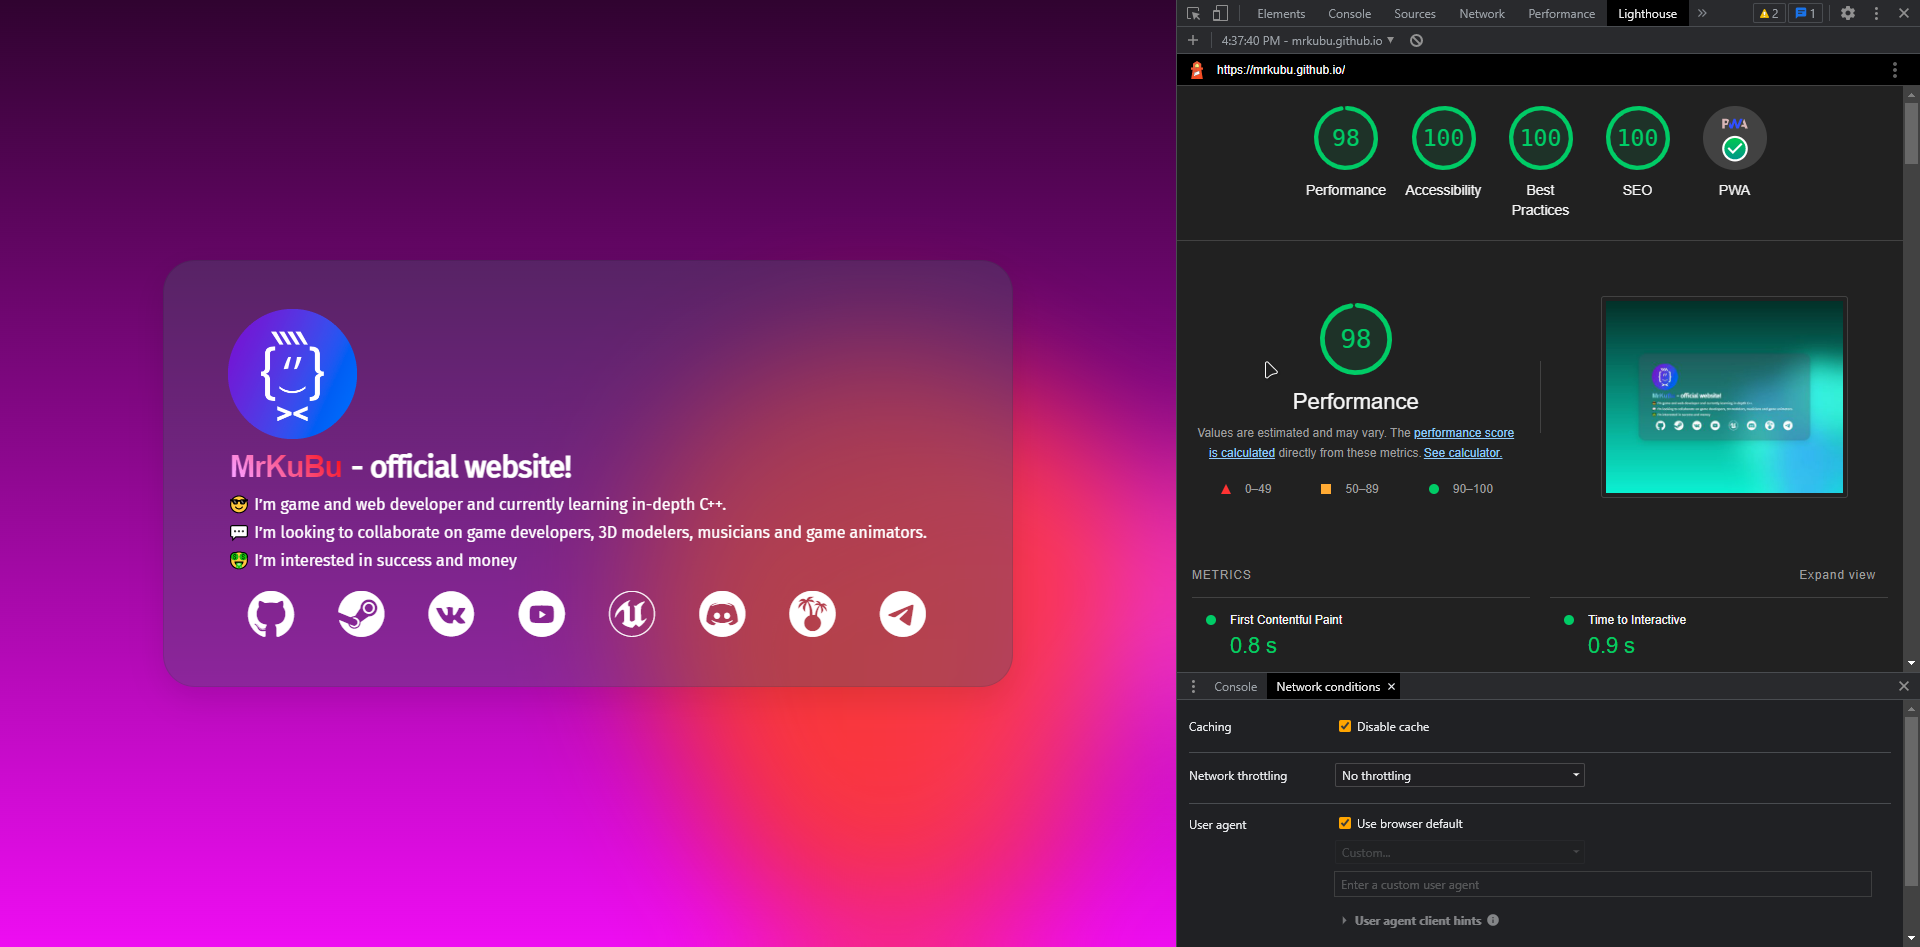 MrKuBu - official website!
😎 I'm game and web developer and currently learning in-depth C++.
💬 I'm looking to collaborate on game developers, 3D modelers, musicians and game animators.
🤑 I'm interested in success and money
Elements Console Sources Network Performance Lighthouse 2 1
4:37:40 PM - mrkubu.github.io
https://mrkubu.github.io/
98 100 100 100 PWA
Performance Accessibility Best Practices SEO PWA
98
Performance
Values are estimated and may vary. The performance score
is calculated directly from these metrics. See calculator.
0–49 50–89 90–100
MrKuBu - official website!
METRICS Expand view
First Contentful Paint Time to Interactive
0.8 s 0.9 s
Console Network conditions
Caching Disable cache
Network throttling No throttling
User agent Use browser default
Custom...
Enter a custom user agent
User agent client hints